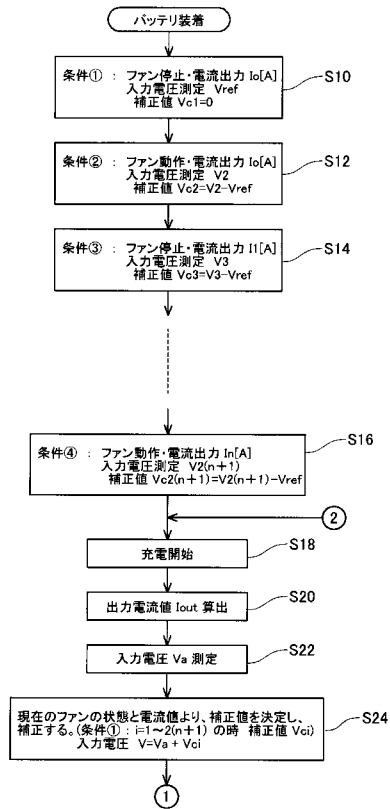 バッテリ装着
条件① : ファン停止・電流出力 Io[A]
入力電圧測定 Vref
補正値 Vc1=0
S10
条件② : ファン動作・電流出力 Io[A]
入力電圧測定 V2
補正値 Vc2=V2-Vref
S12
条件③ : ファン停止・電流出力 I1[A]
入力電圧測定 V3
補正値 Vc3=V3-Vref
S14
条件④ : ファン動作・電流出力 In[A]
入力電圧測定 V2(n+1)
補正値 Vc2(n+1)=V2(n+1)-Vref
S16
②
充電開始
S18
出力電流値 Iout 算出
S20
入力電圧 Va 測定
S22
現在のファンの状態と電流値より、補正値を決定し、
補正する。(条件① : i=1~2(n+1) の時 補正値 Vci)
入力電圧 V=Va + Vci
S24
①